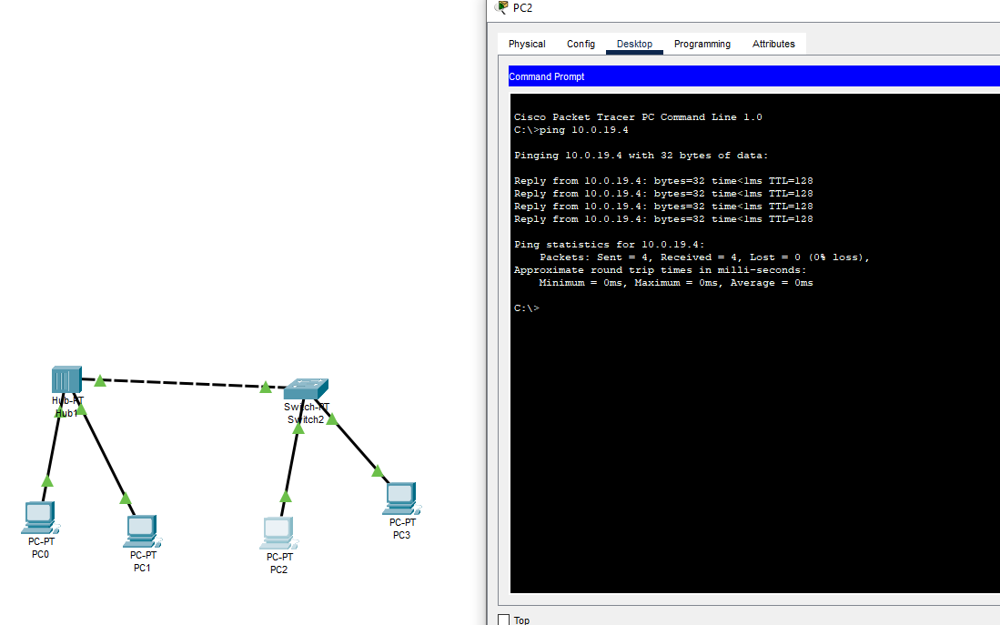 PC2
Physical Config Desktop Programming Attributes
Command Prompt
Cisco Packet Tracer PC Command Line 1.0
C:\>ping 10.0.19.4
Pinging 10.0.19.4 with 32 bytes of data:
Reply from 10.0.19.4: bytes=32 time<1ms TTL=128
Reply from 10.0.19.4: bytes=32 time<1ms TTL=128
Reply from 10.0.19.4: bytes=32 time<1ms TTL=128
Reply from 10.0.19.4: bytes=32 time<1ms TTL=128
Ping statistics for 10.0.19.4:
Packets: Sent = 4, Received = 4, Lost = 0 (0% loss),
Approximate round trip times in milli-seconds:
Minimum = 0ms, Maximum = 0ms, Average = 0ms
C:\>
Top
Hub-PT
Hub1
Switch-PT
Switch2
PC-PT
PC0
PC-PT
PC1
PC-PT
PC2
PC-PT
PC3